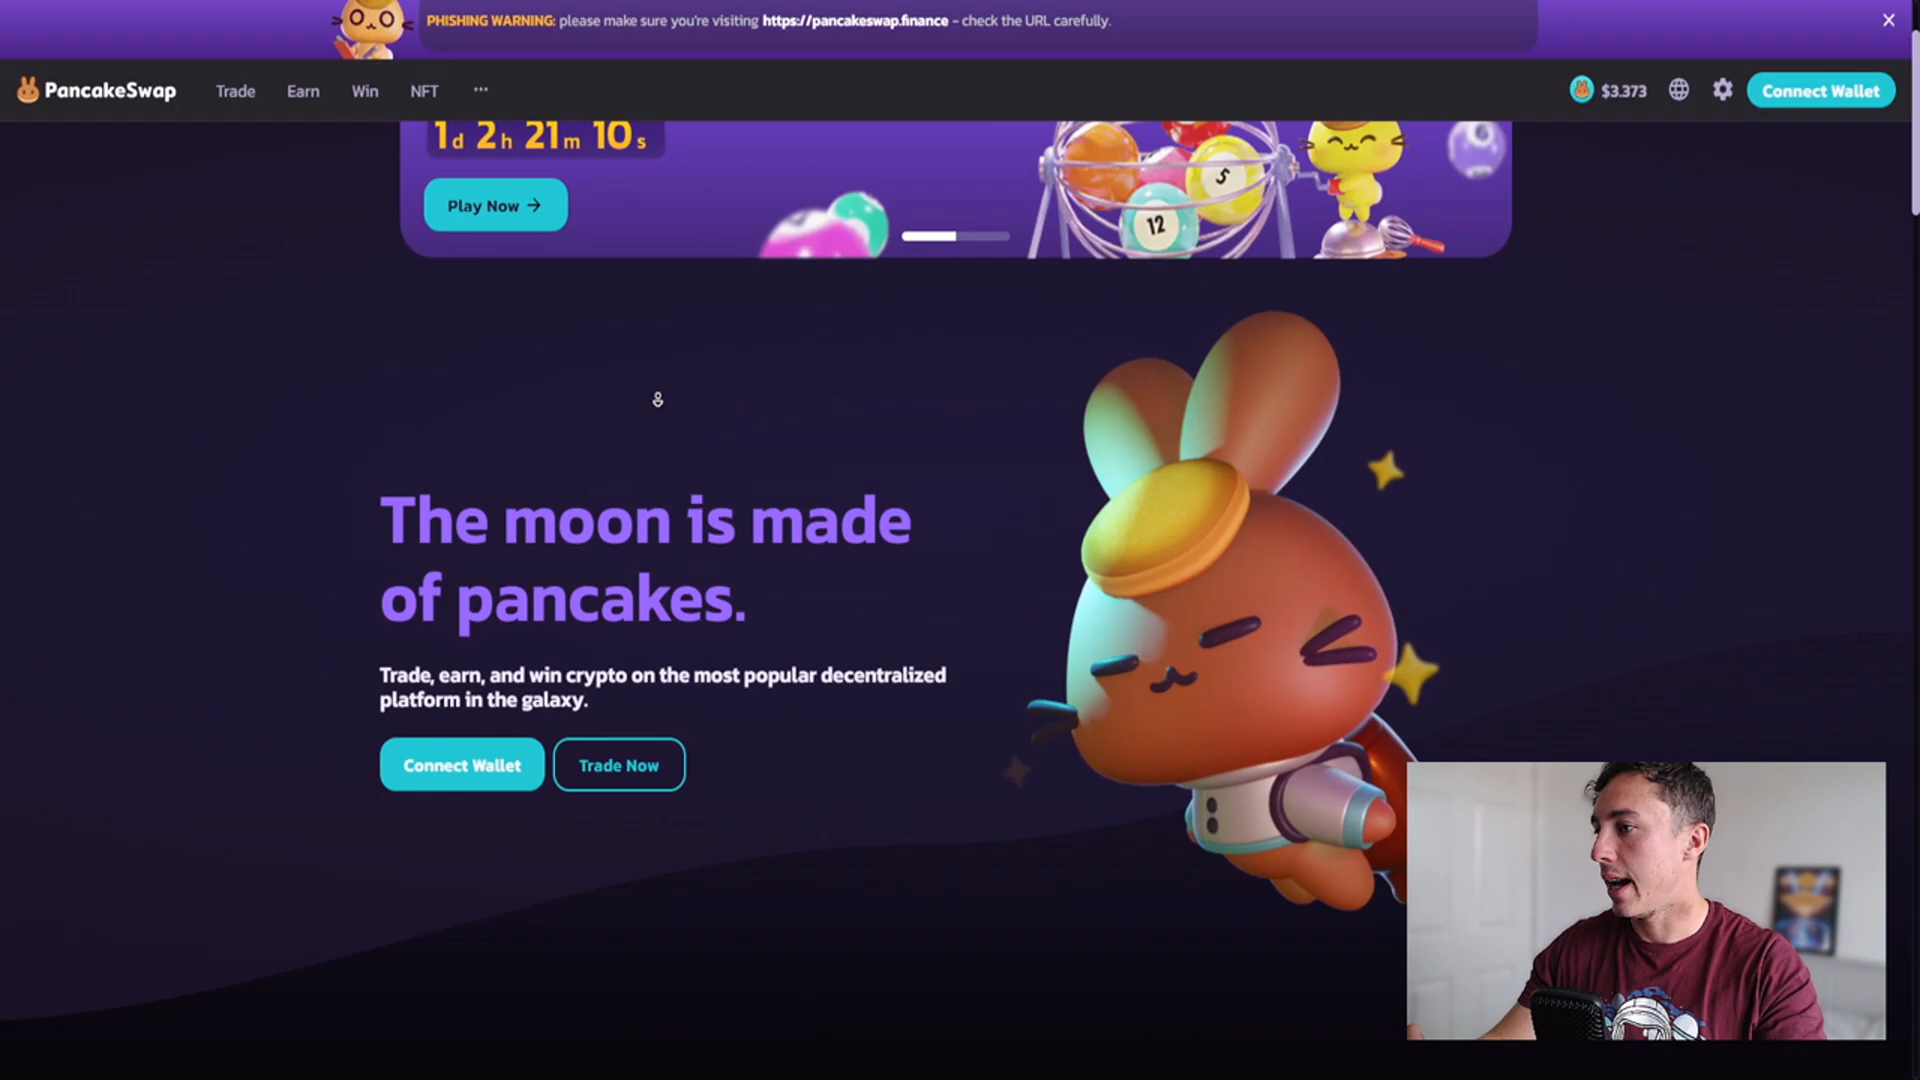 PHISHING WARNING: please make sure you're visiting https://pancakeswap.finance - check the URL carefully.
PancakeSwap Trade Earn Win NFT ... $3.373 Connect Wallet
1d 2h 21m 10s
5
12
Play Now →
The moon is made
of pancakes.
Trade, earn, and win crypto on the most popular decentralized
platform in the galaxy.
Connect Wallet Trade Now